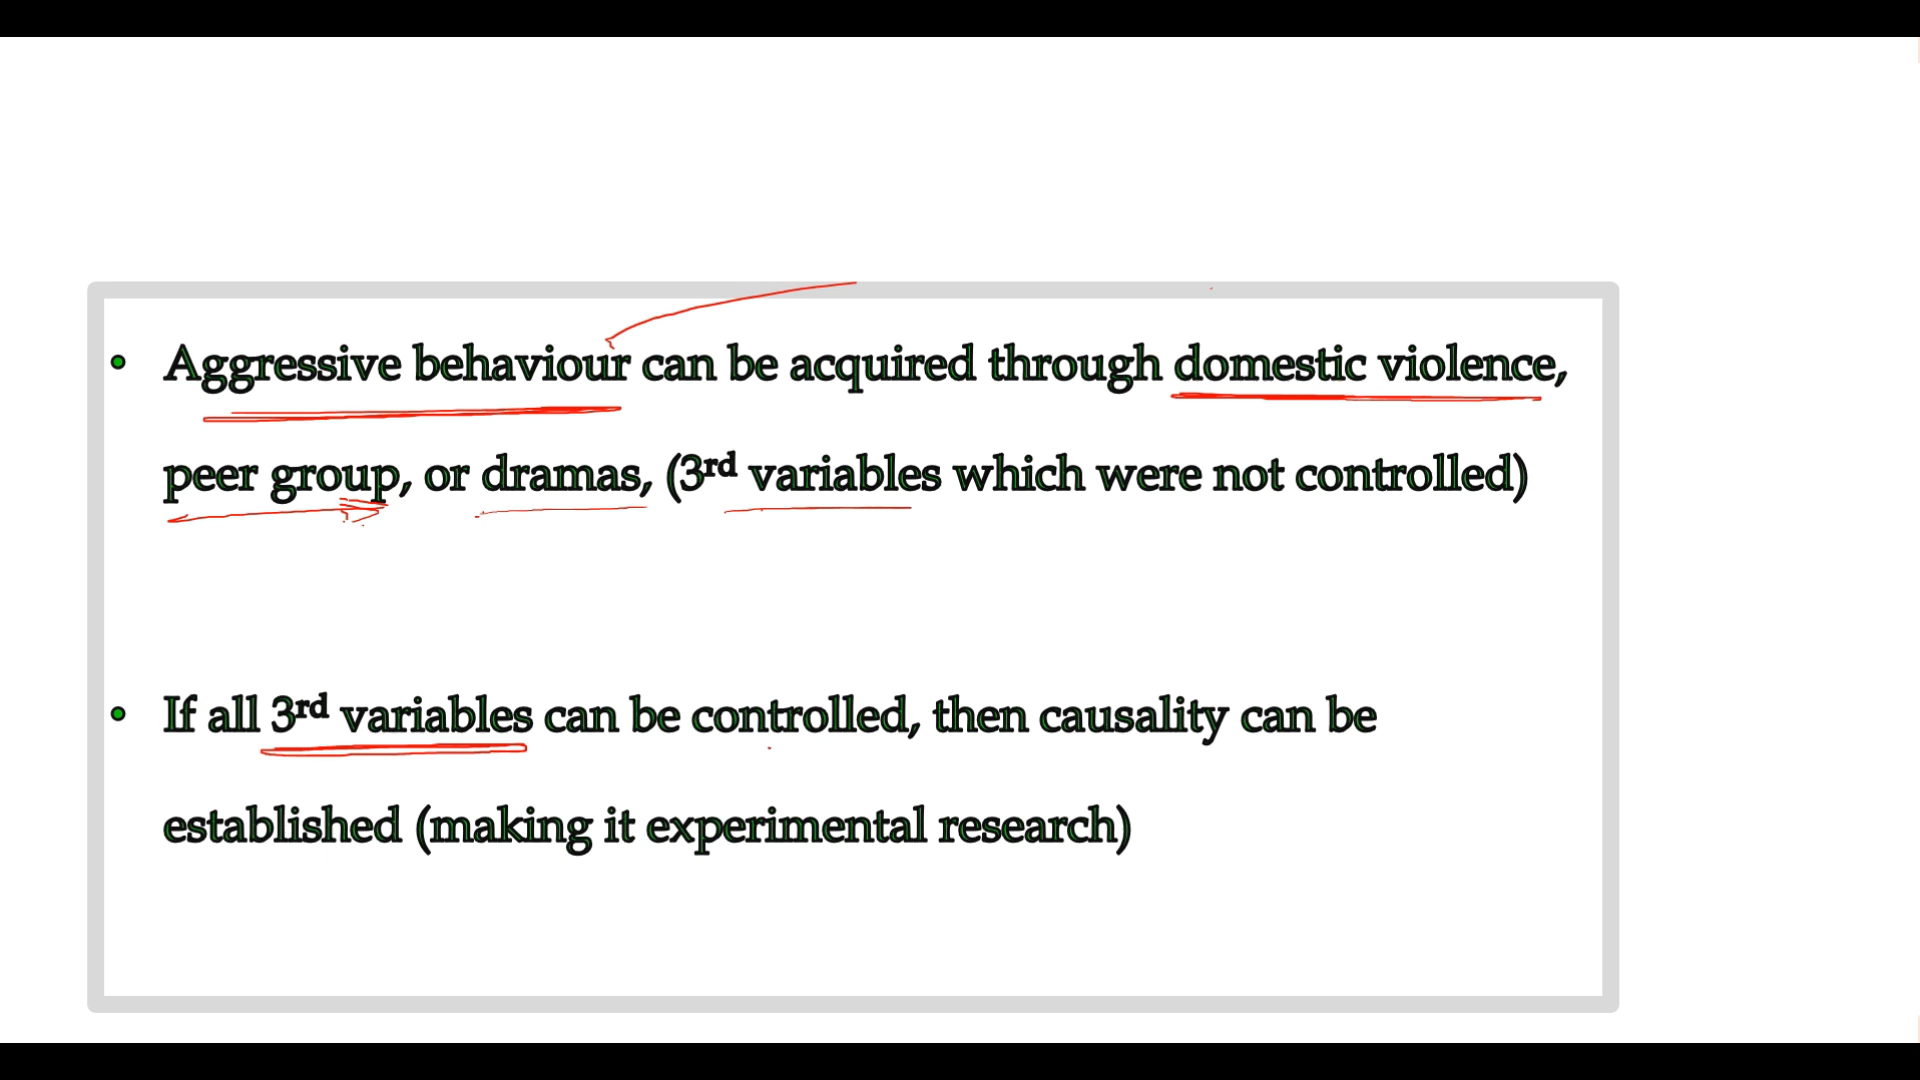 • Aggressive behaviour can be acquired through domestic violence,
peer group, or dramas, (3rd variables which were not controlled)
• If all 3rd variables can be controlled, then causality can be
established (making it experimental research)